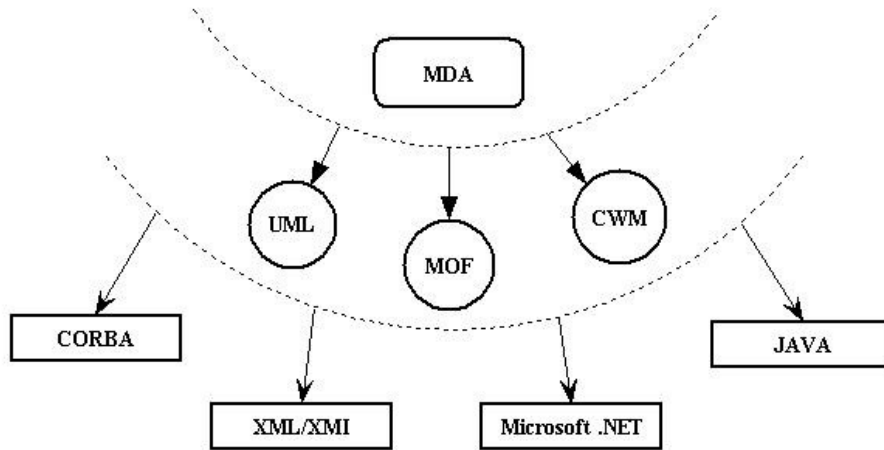 MDA
UML
MOF
CWM
CORBA
XML/XMI
Microsoft .NET
JAVA